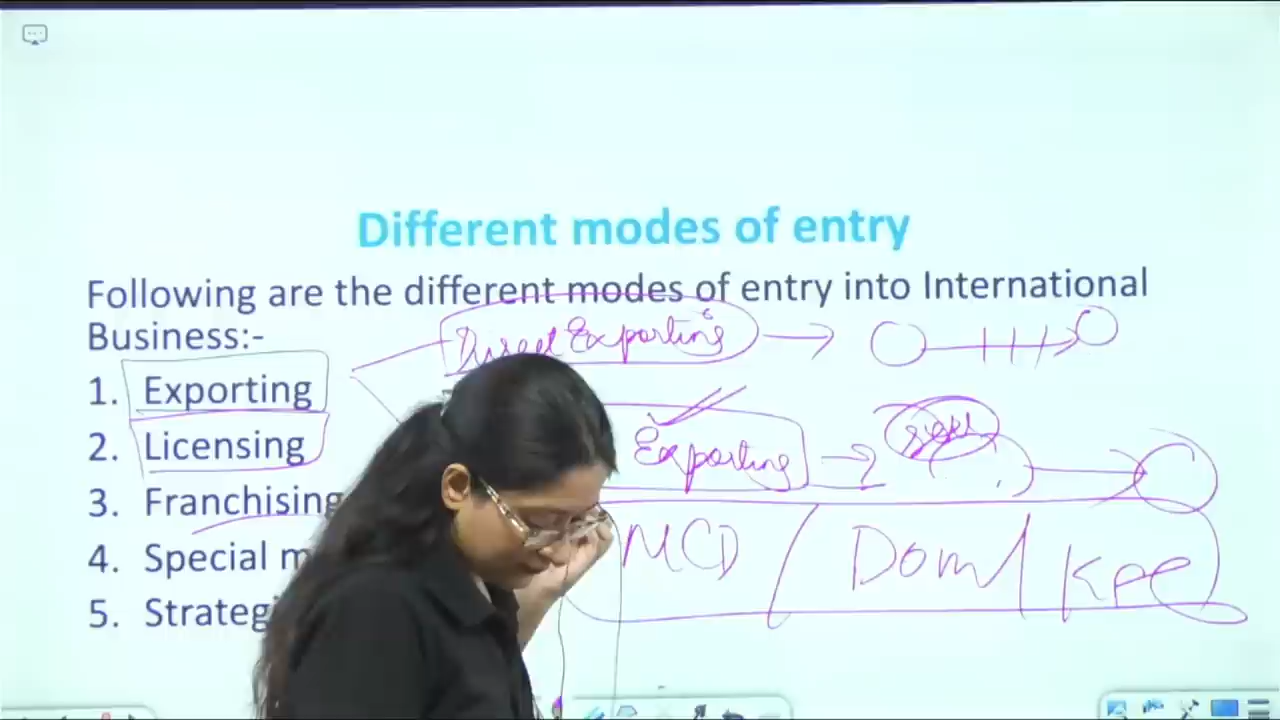 Different modes of entry
Following are the different modes of entry into International
Business:-
Direct Exporting
1. Exporting
2. Licensing
Exporting
3. Franchising
MCD / Dom / KFC
4. Special m
5. Strategi